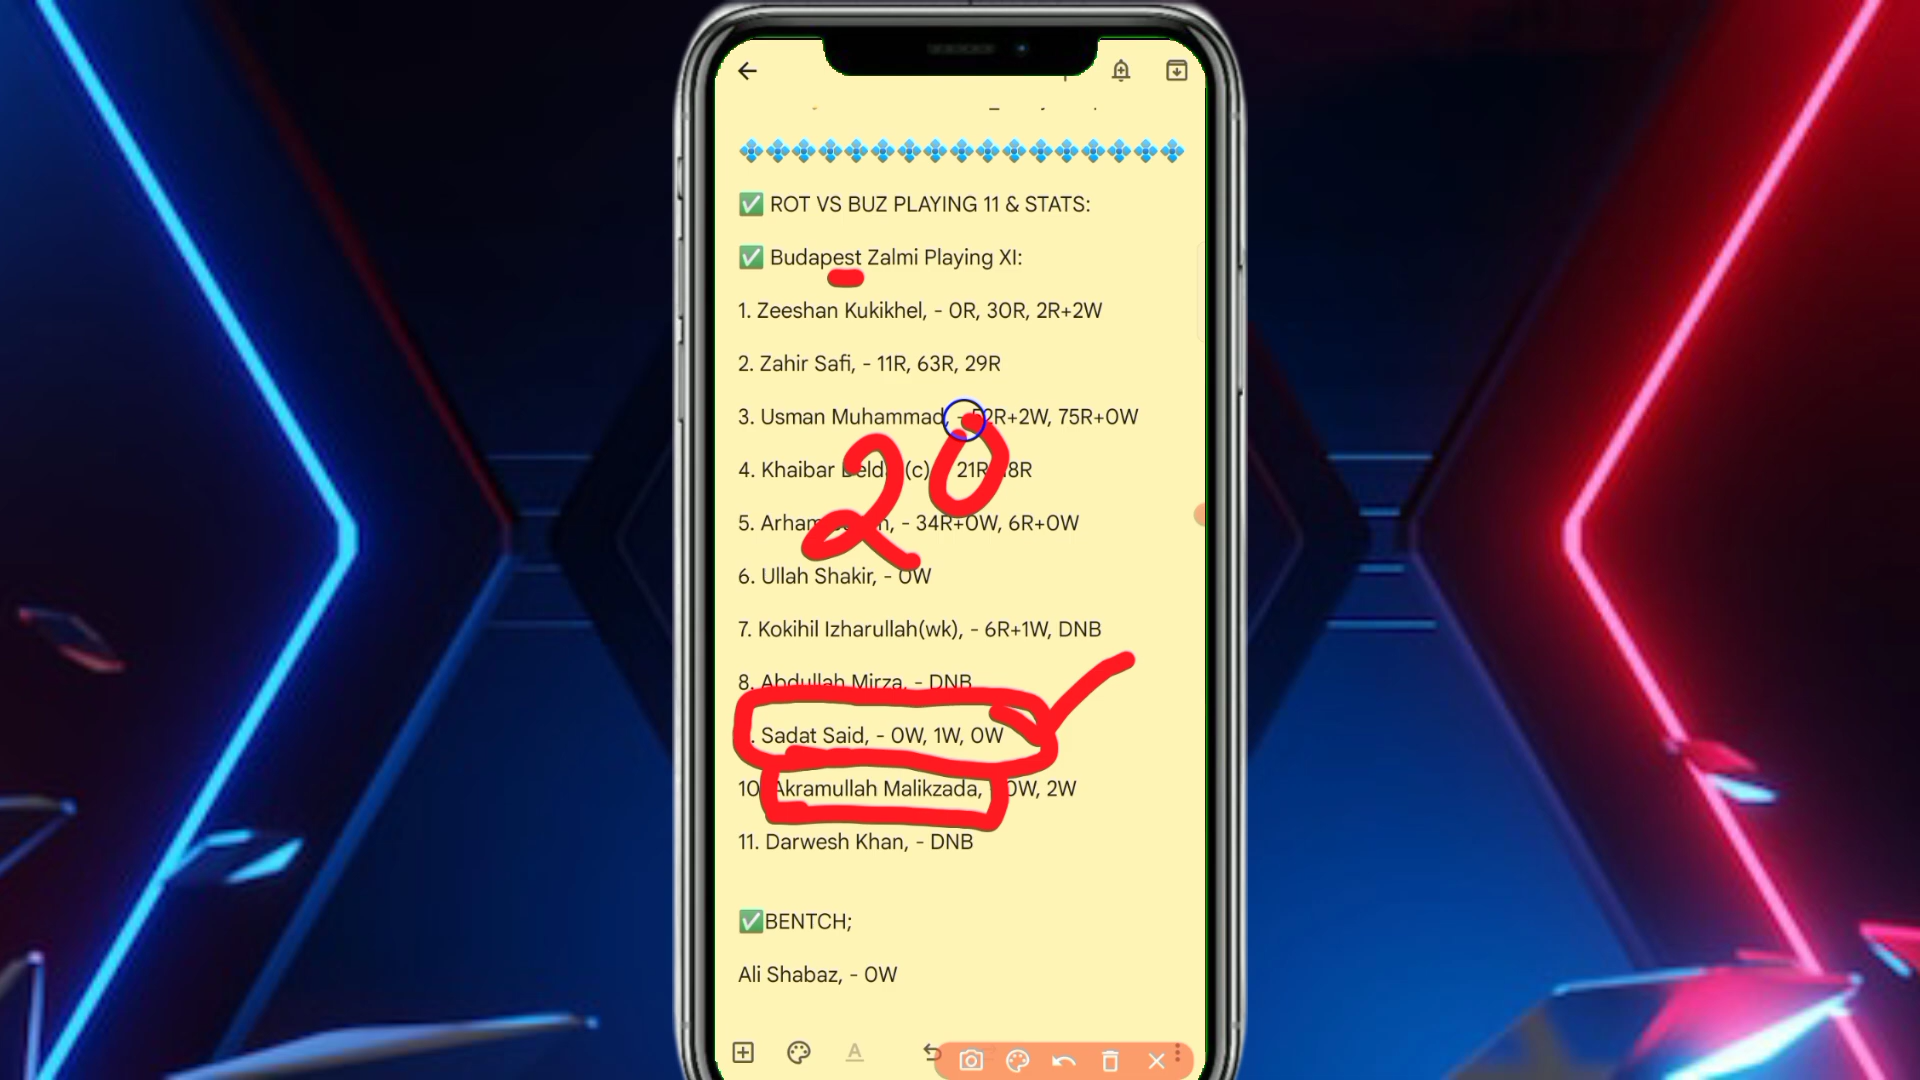 ✅ ROT VS BUZ PLAYING 11 & STATS:
✅ Budapest Zalmi Playing XI:
1. Zeeshan Kukikhel, - 0R, 30R, 2R+2W
2. Zahir Safi, - 11R, 63R, 29R
3. Usman Muhammad, - 52R+2W, 75R+0W
20
4. Khaibar (c) 21R
5. - 34R+0W, 6R+0W
6. Ullah Shakir, - 0W
7. Kokihil Izharullah(wk), - 6R+1W, DNB
8. Abdullah Mirza, - DNB
Sadat Said, - 0W, 1W, 0W
10 Akramullah Malikzada, 0W, 2W
11. Darwesh Khan, - DNB
✅BENTCH;
Ali Shabaz, - 0W